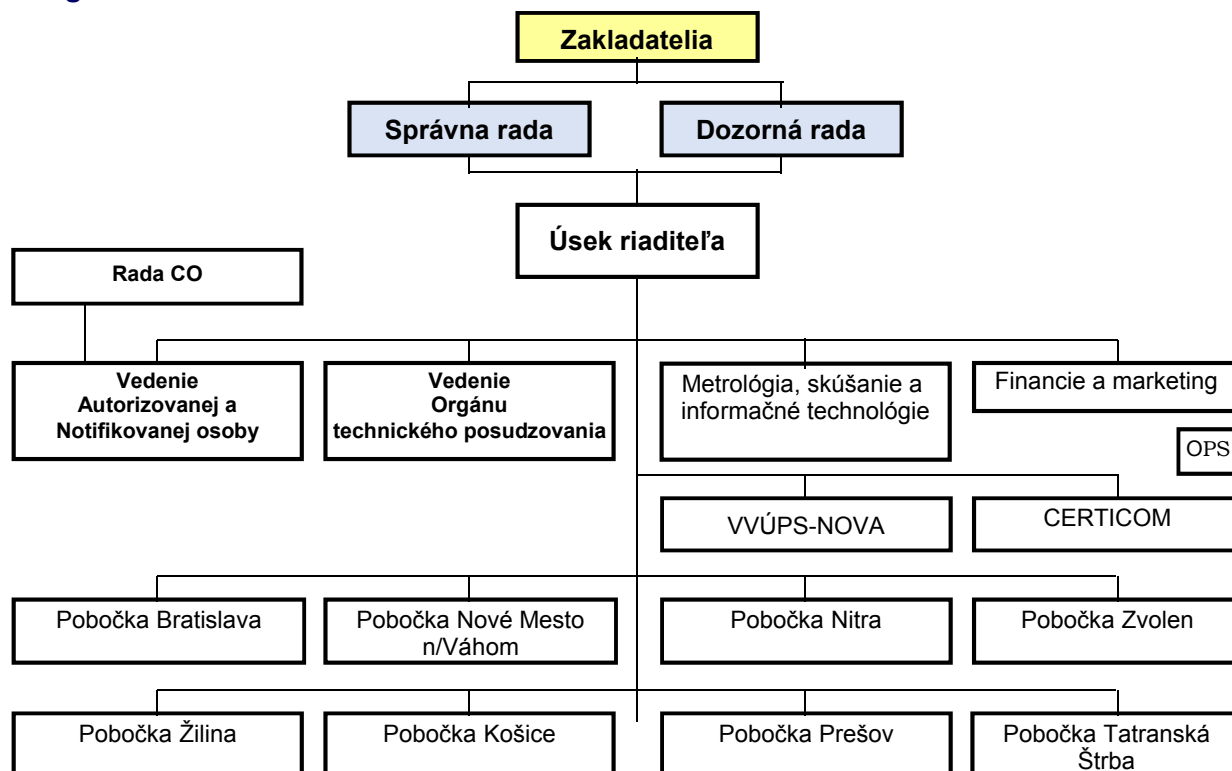 Zakladatelia
Správna rada
Dozorná rada
Úsek riaditeľa
Rada CO
Vedenie
Autorizovanej a
Notifikovanej osoby
Vedenie
Orgánu
technického posudzovania
Metrológia, skúšanie a
informačné technológie
Financie a marketing
OPS
VVÚPS-NOVA
CERTICOM
Pobočka Bratislava
Pobočka Nové Mesto
n/Váhom
Pobočka Nitra
Pobočka Zvolen
Pobočka Žilina
Pobočka Košice
Pobočka Prešov
Pobočka Tatranská
Štrba